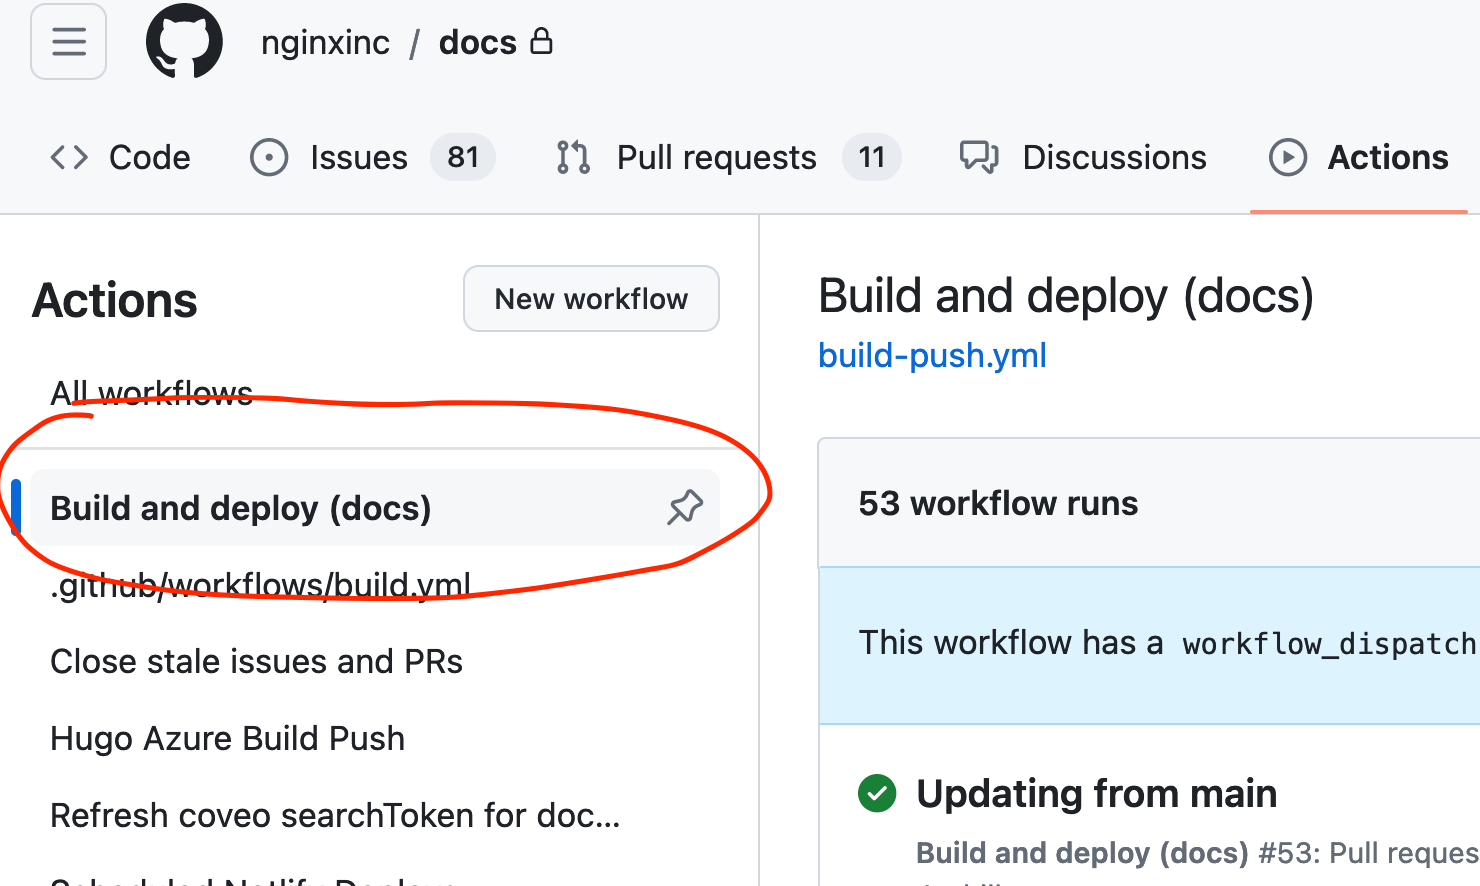 nginxinc / docs
Code Issues 81 Pull requests 11 Discussions Actions
Actions
New workflow
All workflows
Build and deploy (docs)
.github/workflows/build.yml
Close stale issues and PRs
Hugo Azure Build Push
Refresh coveo searchToken for doc...
Build and deploy (docs)
build-push.yml
53 workflow runs
This workflow has a workflow_dispatch
Updating from main
Build and deploy (docs) #53: Pull reques